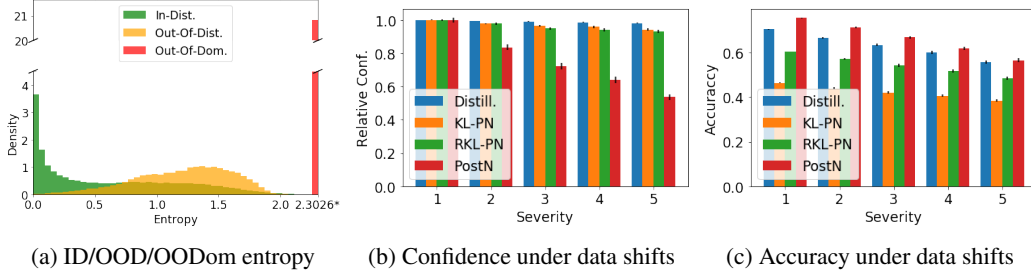 21
20
4
3
2
1
0
Density
In-Dist.
Out-Of-Dist.
Out-Of-Dom.
0.0 0.5 1.0 1.5 2.0 2.3026*
Entropy
(a) ID/OOD/OODom entropy
1.0
0.8
0.6
0.4
0.2
0.0
Relative Conf.
Distill.
KL-PN
RKL-PN
PostN
1 2 3 4 5
Severity
(b) Confidence under data shifts
0.6
0.4
0.2
0.0
Accuraccy
Distill.
KL-PN
RKL-PN
PostN
1 2 3 4 5
Severity
(c) Accuracy under data shifts